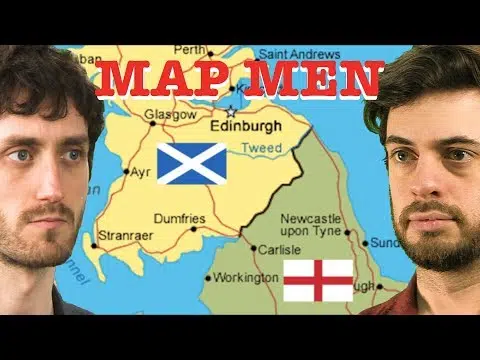 Perth
Saint Andrews
MAP MEN
Glasgow
Edinburgh
Tweed
Ayr
Dumfries
Newcastle
upon Tyne
Stranraer
Carlisle
Workington